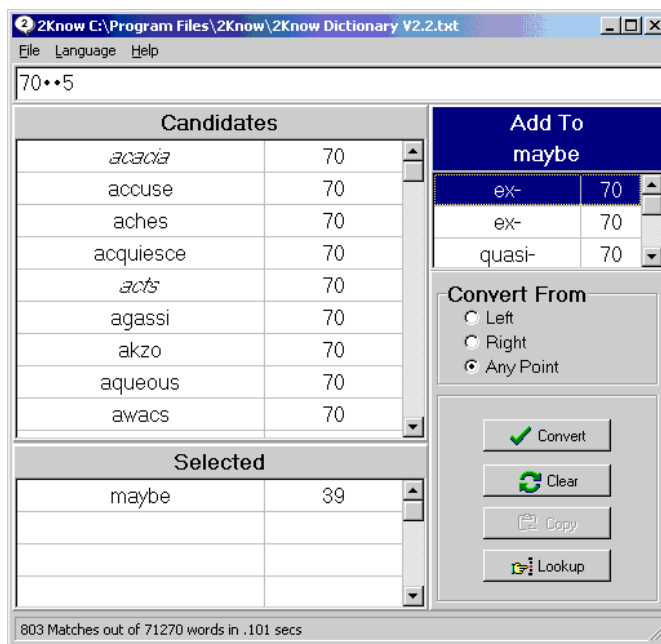 2Know C:\Program Files\2Know\2Know Dictionary V2.2.txt
File Language Help
70••5
Candidates
acacia 70
accuse 70
aches 70
acquiesce 70
acts 70
agassi 70
akzo 70
aqueous 70
awacs 70
Selected
maybe 39
Add To
maybe
ex- 70
ex- 70
quasi- 70
Convert From
Left
Right
Any Point
Convert
Clear
Copy
Lookup
803 Matches out of 71270 words in .101 secs